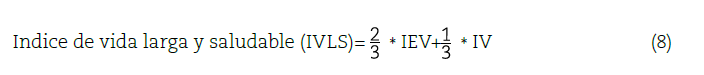 Indice de vida larga y saludable (IVLS)= 2/3 * IEV+ 1/3 * IV (8)